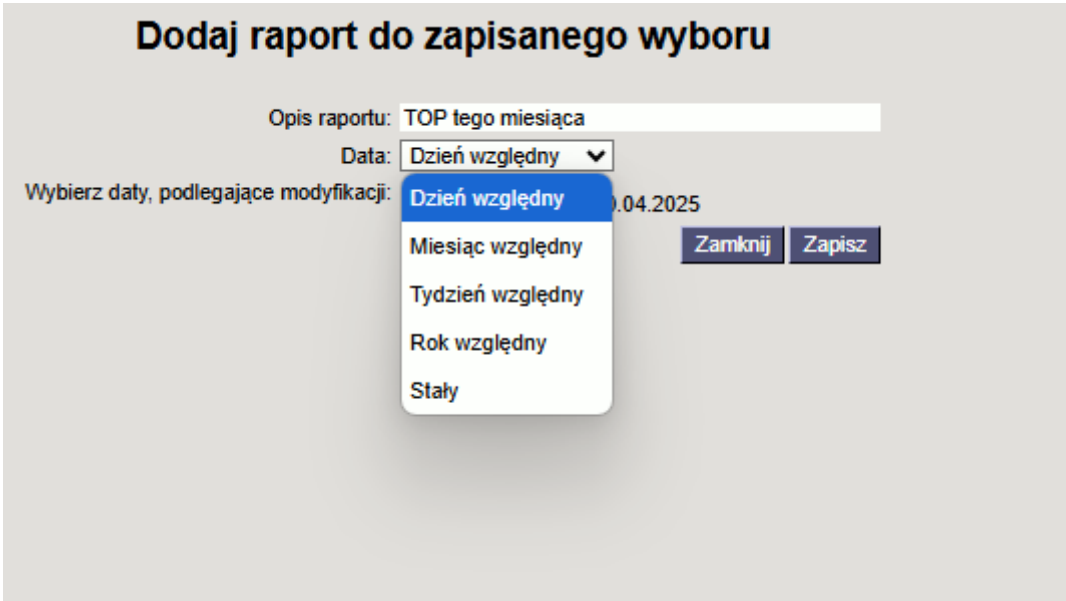 Dodaj raport do zapisanego wyboru
Opis raportu: TOP tego miesiąca
Data: Dzień względny
Wybierz daty, podlegające modyfikacji:
Dzień względny
.04.2025
Miesiąc względny
Zamknij Zapisz
Tydzień względny
Rok względny
Stały